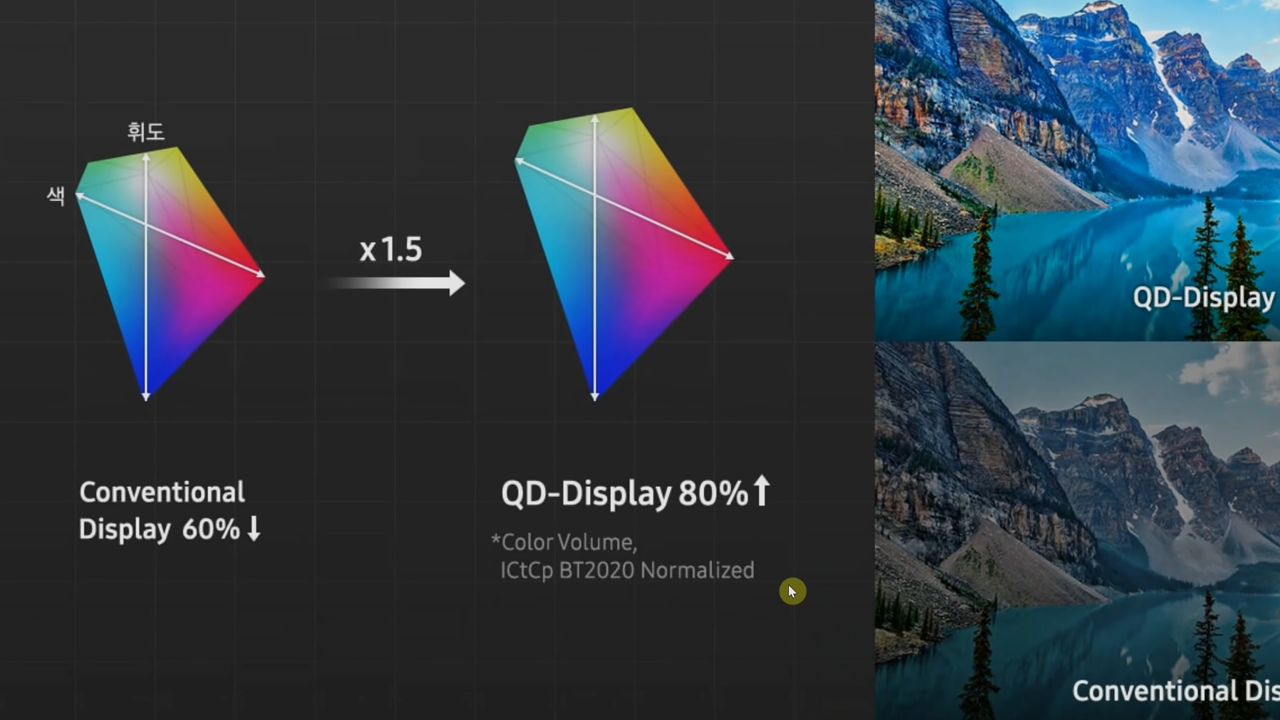 휘도
색
x1.5
Conventional
Display 60%↓
QD-Display 80%↑
*Color Volume,
ICtCp BT2020 Normalized
QD-Display
Conventional Dis